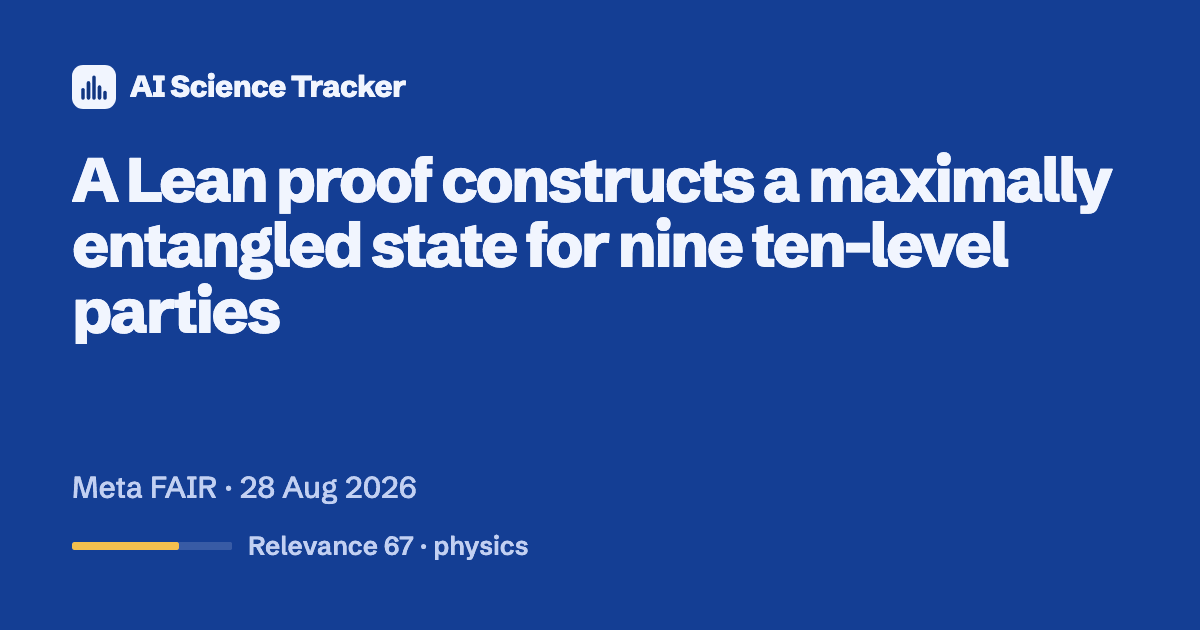 AI Science Tracker
A Lean proof constructs a maximally
entangled state for nine ten-level
parties
Meta FAIR · 28 Aug 2026
Relevance 67 · physics